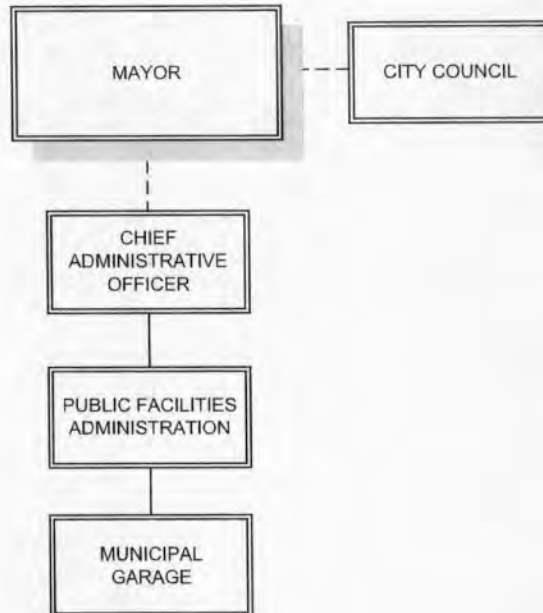 MAYOR
CITY COUNCIL
CHIEF
ADMINISTRATIVE
OFFICER
PUBLIC FACILITIES
ADMINISTRATION
MUNICIPAL
GARAGE